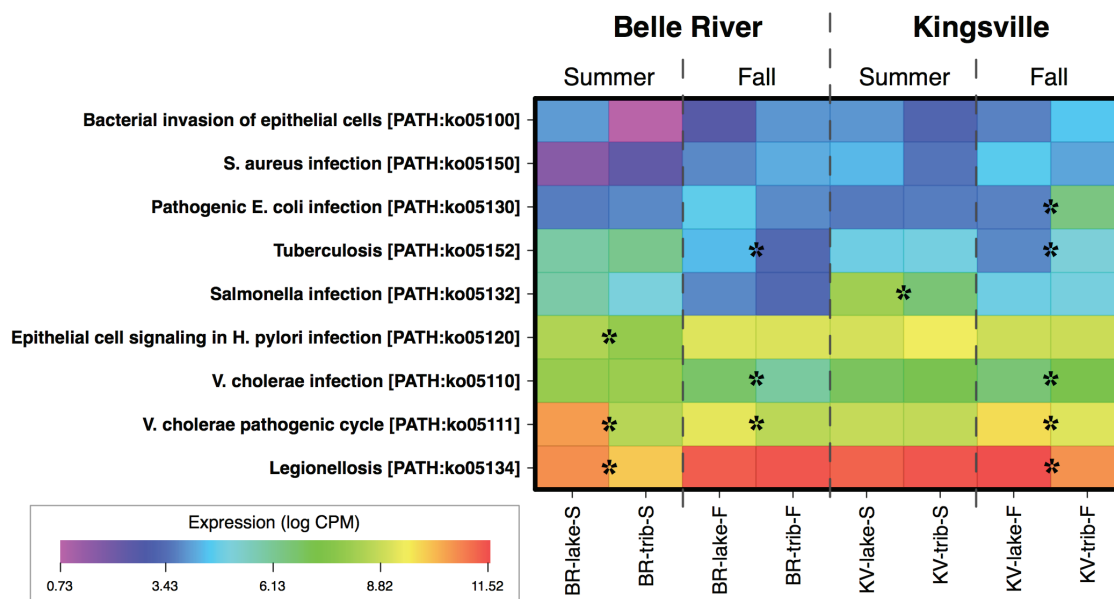 Belle River Kingsville
Summer Fall Summer Fall
Bacterial invasion of epithelial cells [PATH:ko05100]
S. aureus infection [PATH:ko05150]
Pathogenic E. coli infection [PATH:ko05130]
*
Tuberculosis [PATH:ko05152]
* *
Salmonella infection [PATH:ko05132]
*
Epithelial cell signaling in H. pylori infection [PATH:ko05120]
*
V. cholerae infection [PATH:ko05110]
* *
V. cholerae pathogenic cycle [PATH:ko05111]
* * *
Legionellosis [PATH:ko05134]
* *
BR-lake-S
BR-trib-S
BR-lake-F
BR-trib-F
KV-lake-S
KV-trib-S
KV-lake-F
KV-trib-F
Expression (log CPM)
0.73 3.43 6.13 8.82 11.52